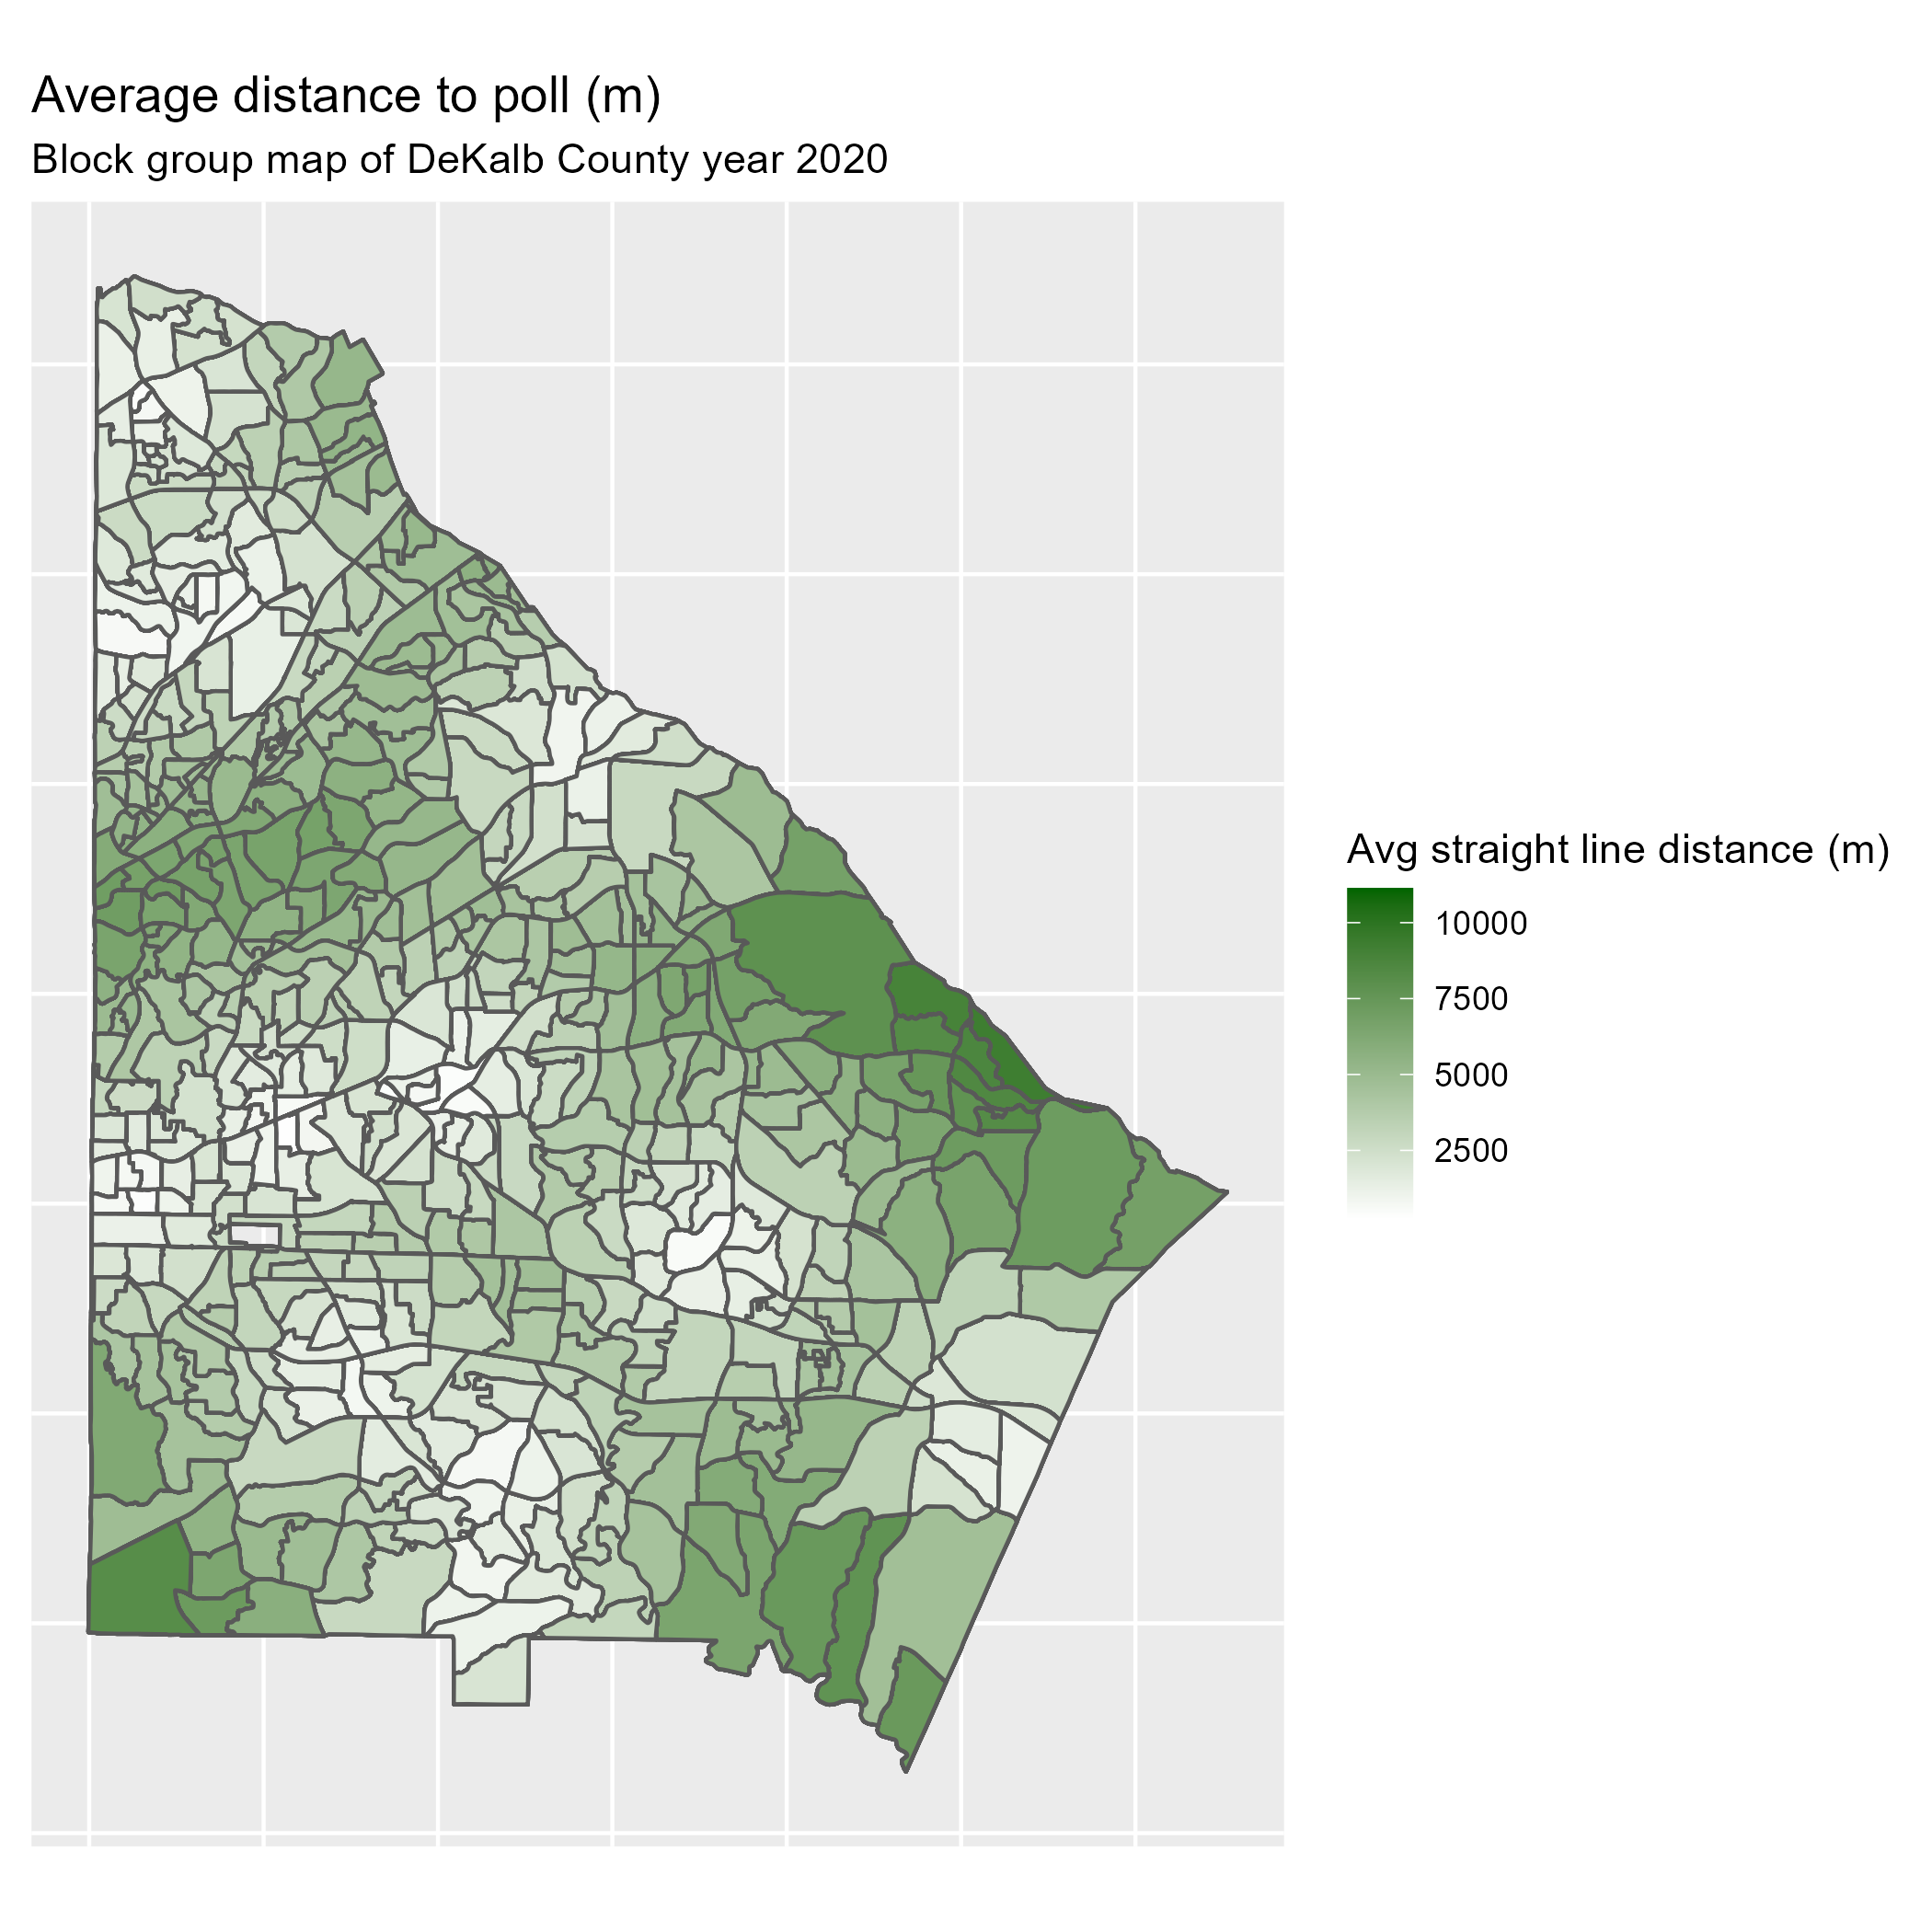 Average distance to poll (m)
Block group map of DeKalb County year 2020
Avg straight line distance (m)
10000
7500
5000
2500